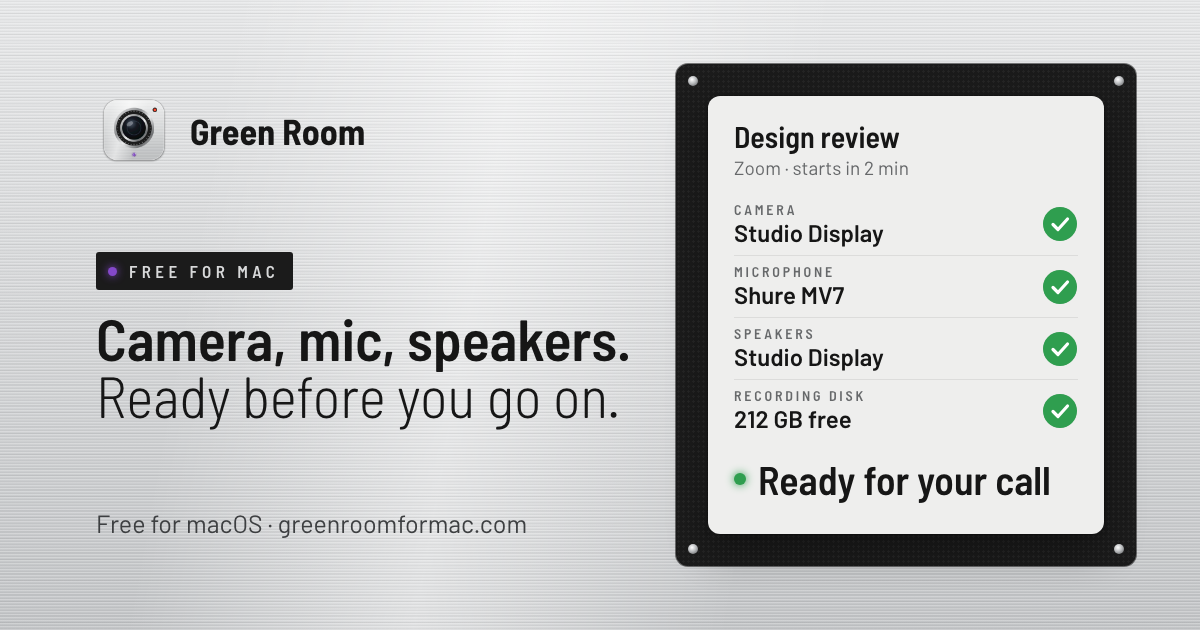 Green Room
FREE FOR MAC
Camera, mic, speakers.
Ready before you go on.
Free for macOS · greenroomformac.com
Design review
Zoom · starts in 2 min
CAMERA
Studio Display
MICROPHONE
Shure MV7
SPEAKERS
Studio Display
RECORDING DISK
212 GB free
Ready for your call